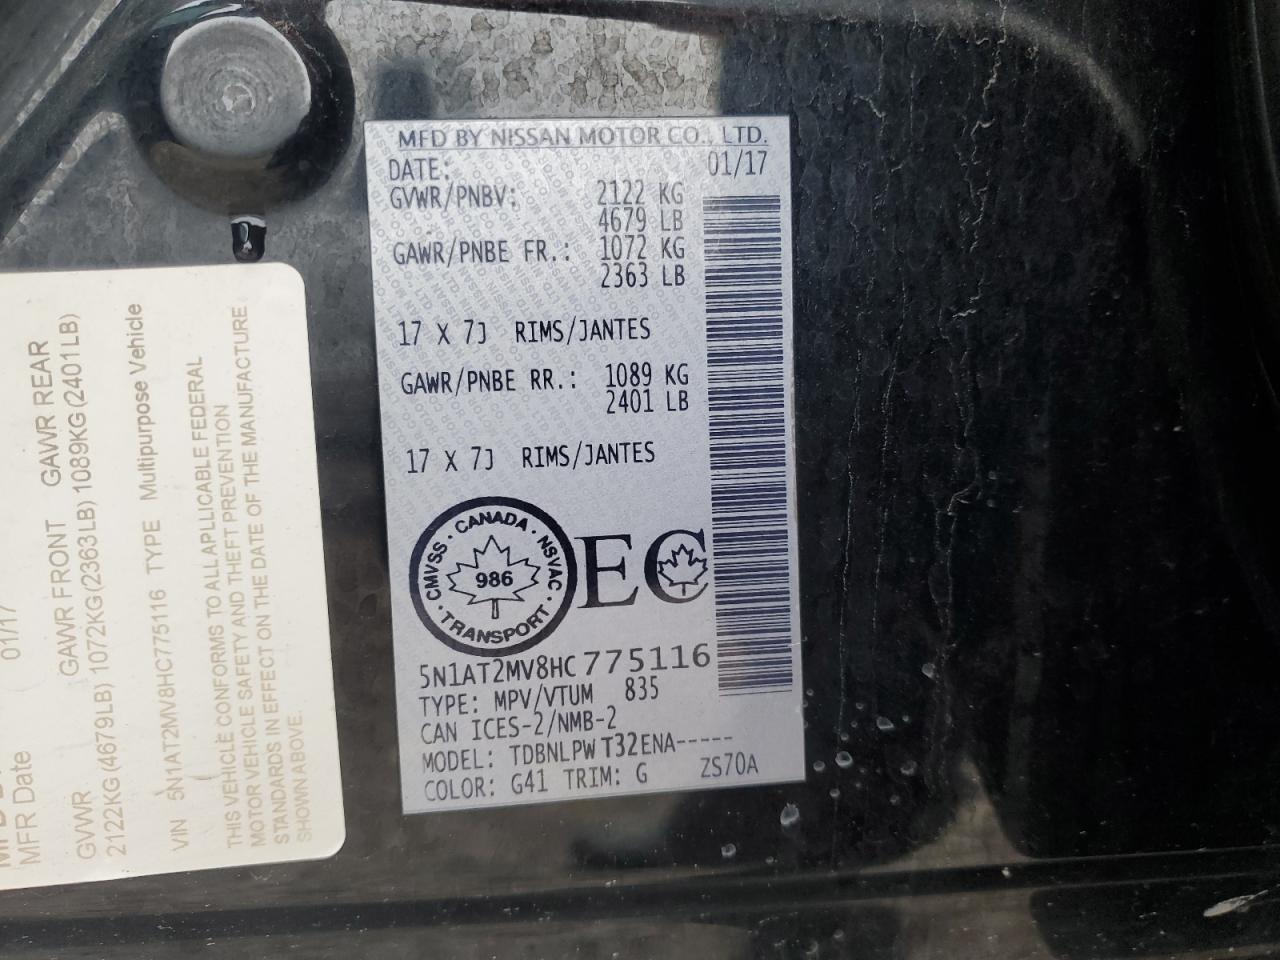 MFD BY NISSAN MOTOR CO., LTD.
DATE: 01/17
GVWR/PNBV: 2122 KG
4679 LB
GAWR/PNBE FR.: 1072 KG
2363 LB
17 X 7J RIMS/JANTES
GAWR/PNBE RR.: 1089 KG
2401 LB
17 X 7J RIMS/JANTES
CMVSS · CANADA · NSVAC · TRANSPORT ·
986
EC
5N1AT2MV8HC775116
TYPE: MPV/VTUM 835
CAN ICES-2/NMB-2
MODEL: TDBNLPW T32ENA-----
COLOR: G41 TRIM: G ZS70A
MFR Date 01/17
GVWR GAWR FRONT GAWR REAR
2122KG (4679LB) 1072KG (2363LB) 1089KG (2401LB)
VIN 5N1AT2MV8HC775116 TYPE Multipurpose Vehicle
THIS VEHICLE CONFORMS TO ALL APLLICABLE FEDERAL
MOTOR VEHICLE SAFETY AND THEFT PREVENTION
STANDARDS IN EFFECT ON THE DATE OF THE MANUFACTURE
SHOWN ABOVE.